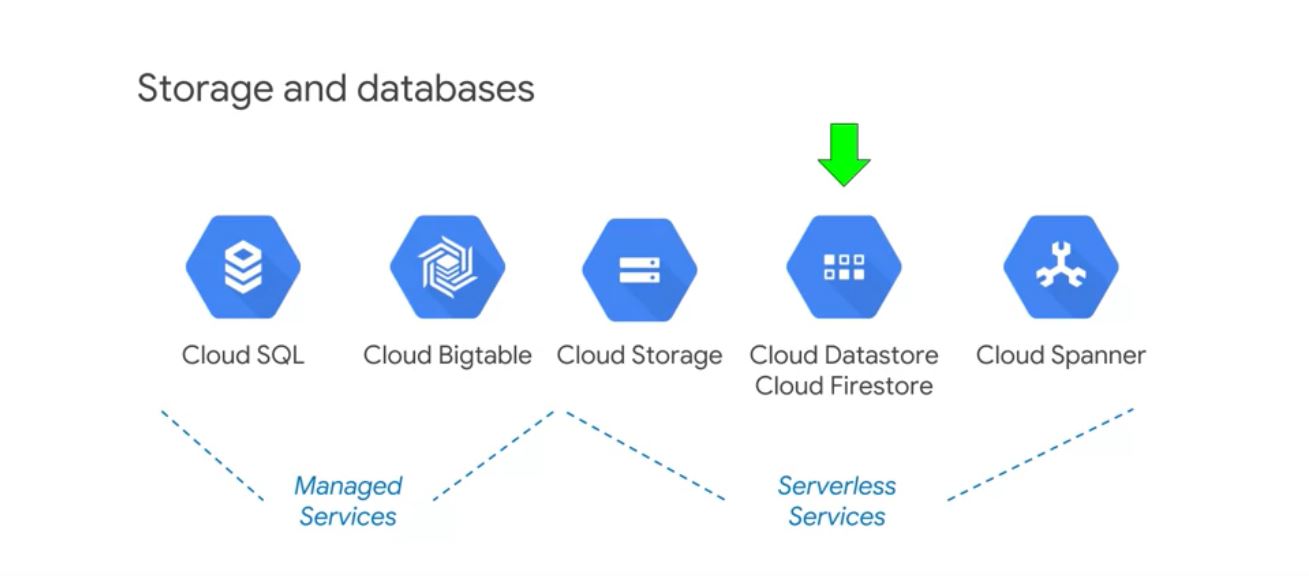 Storage and databases
Cloud SQL
Cloud Bigtable
Cloud Storage
Cloud Datastore
Cloud Firestore
Cloud Spanner
Managed
Services
Serverless
Services